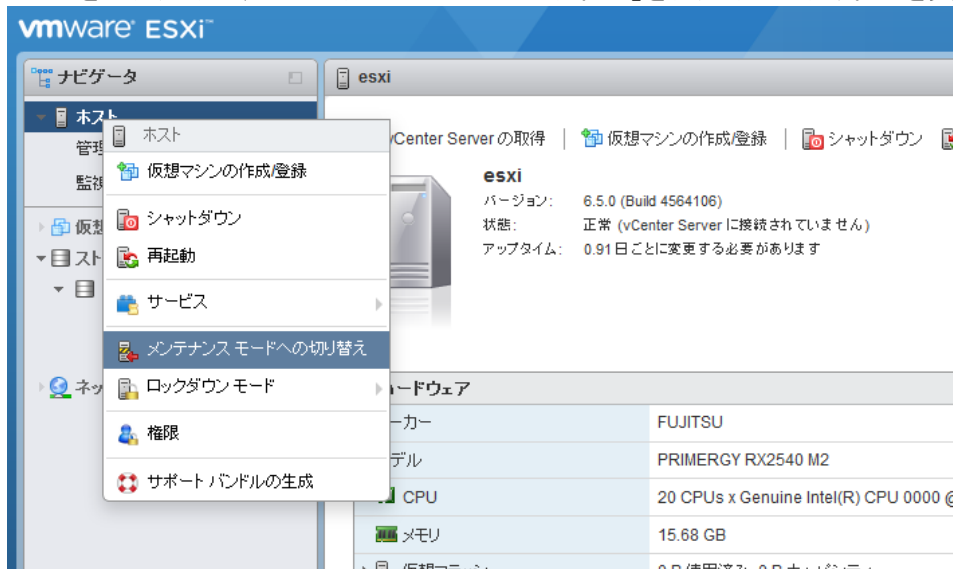 vmware ESXi™
ナビゲータ
esxi
ホスト
ホスト
仮想マシンの作成/登録
シャットダウン
再起動
サービス
メンテナンス モードへの切り替え
ロックダウン モード
権限
サポート バンドルの生成
vCenter Server の取得 | 仮想マシンの作成/登録 | シャットダウン
esxi
バージョン: 6.5.0 (Build 4564106)
状態: 正常 (vCenter Server に接続されていません)
アップタイム: 0.91 日ごとに変更する必要があります
ードウェア
ーカー FUJITSU
デル PRIMERGY RX2540 M2
CPU 20 CPUs x Genuine Intel(R) CPU 0000 @
メモリ 15.68 GB